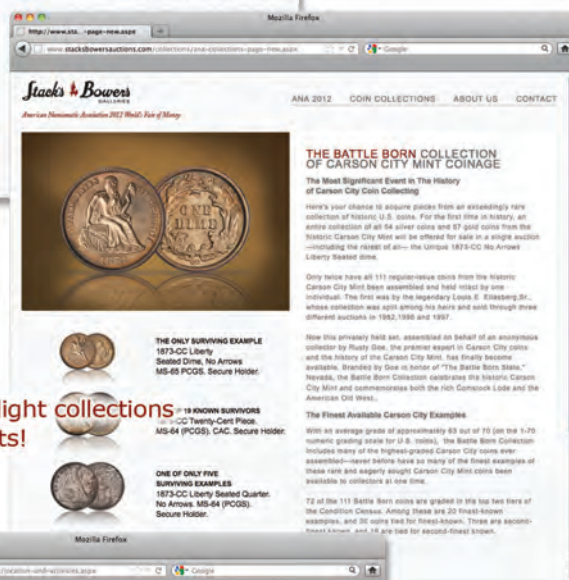 Mozilla Firefox
http://www.sta...-page-new.aspx
www.stacksbowersauctions.com/collections/ana-collections-page-new.aspx
Google
Stack's Bowers
GALLERIES
American Numismatic Association 2012 World's Fair of Money
ANA 2012 COIN COLLECTIONS ABOUT US CONTACT
ONE
DIME
THE BATTLE BORN COLLECTION
OF CARSON CITY MINT COINAGE
The Most Significant Event in The History
of Carson City Coin Collecting
Here's your chance to acquire pieces from an exceedingly rare
collection of historic U.S. coins. For the first time in history, an
entire collection of all 54 silver coins and 57 gold coins from the
historic Carson City Mint will be offered for sale in a single auction
—including the rarest of all— the Unique 1873-CC No Arrows
Liberty Seated dime.
Only twice have all 111 regular-issue coins from the historic
Carson City Mint been assembled and held intact by one
individual. The first was by the legendary Louis E. Eliasberg,Sr.,
whose collection was split among his heirs and sold through three
different auctions in 1982,1996 and 1997.
Now this privately held set, assembled on behalf of an anonymous
collector by Rusty Goe, the premier expert in Carson City coins
and the history of the Carson City Mint, has finally become
available. Branded by Goe in honor of "The Battle Born State,"
Nevada, the Battle Born Collection celebrates the historic Carson
City Mint and commemorates both the rich Comstock Lode and the
American Old West..
The Finest Available Carson City Examples
With an average grade of approximately 63 out of 70 (on the 1-70
numeric grading scale for U.S. coins), the Battle Born Collection
includes many of the highest-graded Carson City coins ever
assembled—never before have so many of the finest examples of
these rare and eagerly sought Carson City Mint coins been
available to collectors at one time.
72 of the 111 Battle Born coins are graded in the top two tiers of
the Condition Census. Among these are 20 finest-known
examples, and 30 coins tied for finest-known. Three are second-
finest known, and 19 are tied for second-finest known.
THE ONLY SURVIVING EXAMPLE
1873-CC Liberty
Seated Dime, No Arrows
MS-65 PCGS. Secure Holder.
19 KNOWN SURVIVORS
CC Twenty-Cent Piece.
MS-64 (PCGS). CAC. Secure Holder.
light collections
ts!
ONE OF ONLY FIVE
SURVIVING EXAMPLES
1873-CC Liberty Seated Quarter.
No Arrows. MS-64 (PCGS).
Secure Holder.
Mozilla Firefox
/location-and-activities.aspx
Google